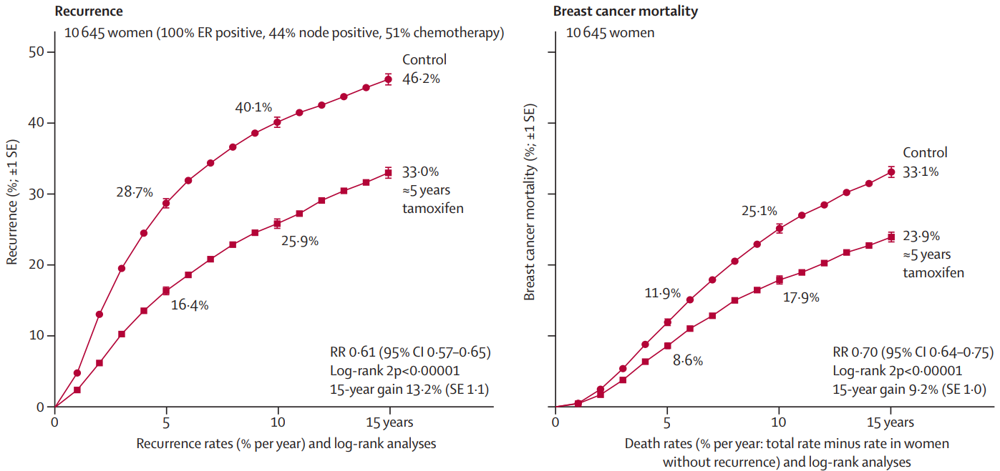 Recurrence
10 645 women (100% ER positive, 44% node positive, 51% chemotherapy)
50
40
30
20
10
0
Recurrence (%; ±1 SE)
Control
46·2%
40·1%
28·7%
33·0%
≈5 years
tamoxifen
25·9%
16·4%
RR 0·61 (95% CI 0·57–0·65)
Log-rank 2p<0·00001
15-year gain 13·2% (SE 1·1)
0
5
10
15 years
Recurrence rates (% per year) and log-rank analyses
Breast cancer mortality
10 645 women
Breast cancer mortality (%; ±1 SE)
Control
33·1%
25·1%
11·9%
23·9%
≈5 years
tamoxifen
17·9%
8·6%
RR 0·70 (95% CI 0·64–0·75)
Log-rank 2p<0·00001
15-year gain 9·2% (SE 1·0)
0
5
10
15 years
Death rates (% per year: total rate minus rate in women
without recurrence) and log-rank analyses